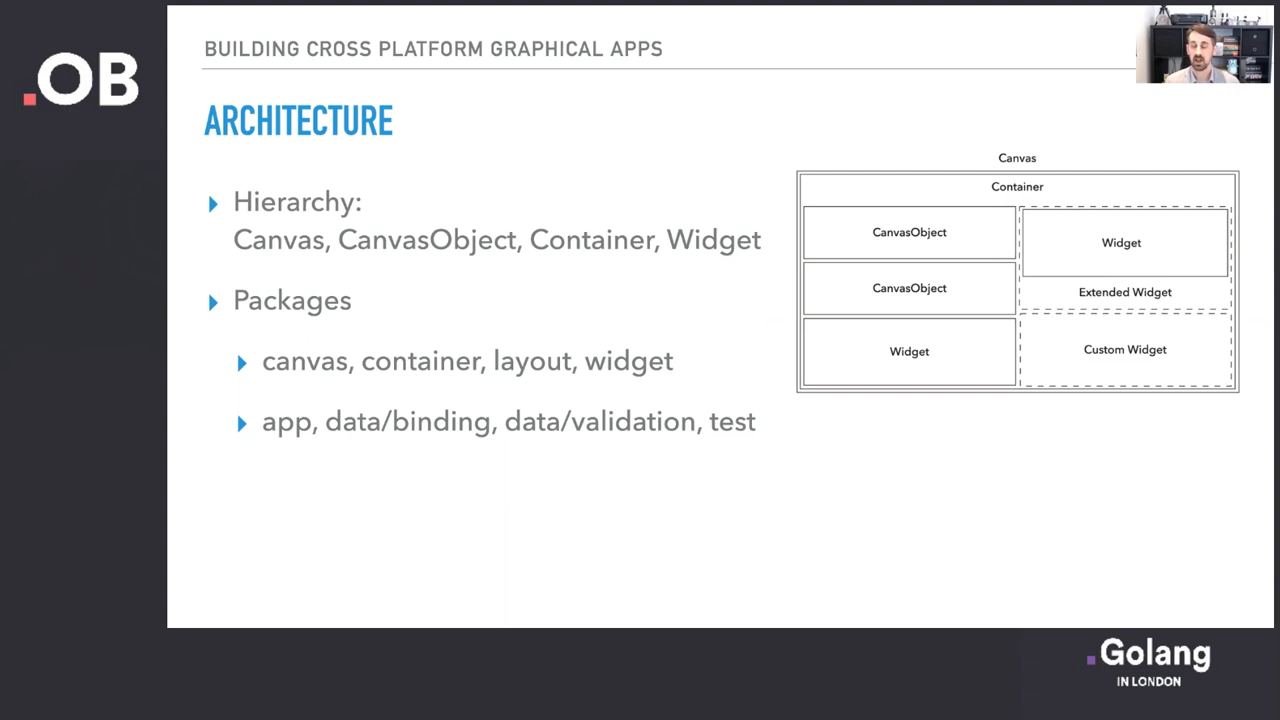 .OB
BUILDING CROSS PLATFORM GRAPHICAL APPS
ARCHITECTURE
Hierarchy:
Canvas, CanvasObject, Container, Widget
Packages
canvas, container, layout, widget
app, data/binding, data/validation, test
Canvas
Container
CanvasObject
CanvasObject
Widget
Widget
Extended Widget
Custom Widget
.Golang
IN LONDON